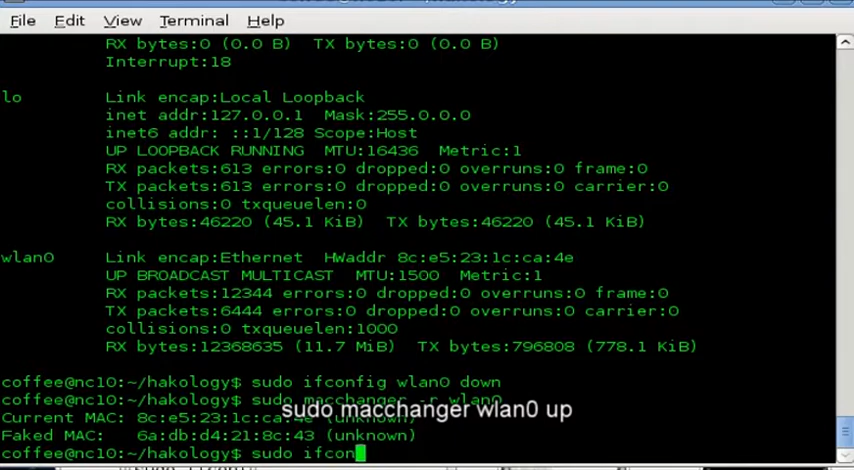 File Edit View Terminal Help
RX bytes:0 (0.0 B) TX bytes:0 (0.0 B)
Interrupt:18
lo Link encap:Local Loopback
inet addr:127.0.0.1 Mask:255.0.0.0
inet6 addr: ::1/128 Scope:Host
UP LOOPBACK RUNNING MTU:16436 Metric:1
RX packets:613 errors:0 dropped:0 overruns:0 frame:0
TX packets:613 errors:0 dropped:0 overruns:0 carrier:0
collisions:0 txqueuelen:0
RX bytes:46220 (45.1 KiB) TX bytes:46220 (45.1 KiB)
wlan0 Link encap:Ethernet HWaddr 8c:e5:23:1c:ca:4e
UP BROADCAST MULTICAST MTU:1500 Metric:1
RX packets:12344 errors:0 dropped:0 overruns:0 frame:0
TX packets:6444 errors:0 dropped:0 overruns:0 carrier:0
collisions:0 txqueuelen:1000
RX bytes:12368635 (11.7 MiB) TX bytes:796808 (778.1 KiB)
coffee@nc10:~/hakology$ sudo ifconfig wlan0 down
coffee@nc10:~/hakology$ sudo macchanger -r wlan0
sudo macchanger wlan0 up
Current MAC: 8c:e5:23:1c:ca:4e (unknown)
Faked MAC: 6a:db:d4:21:8c:43 (unknown)
coffee@nc10:~/hakology$ sudo ifcon